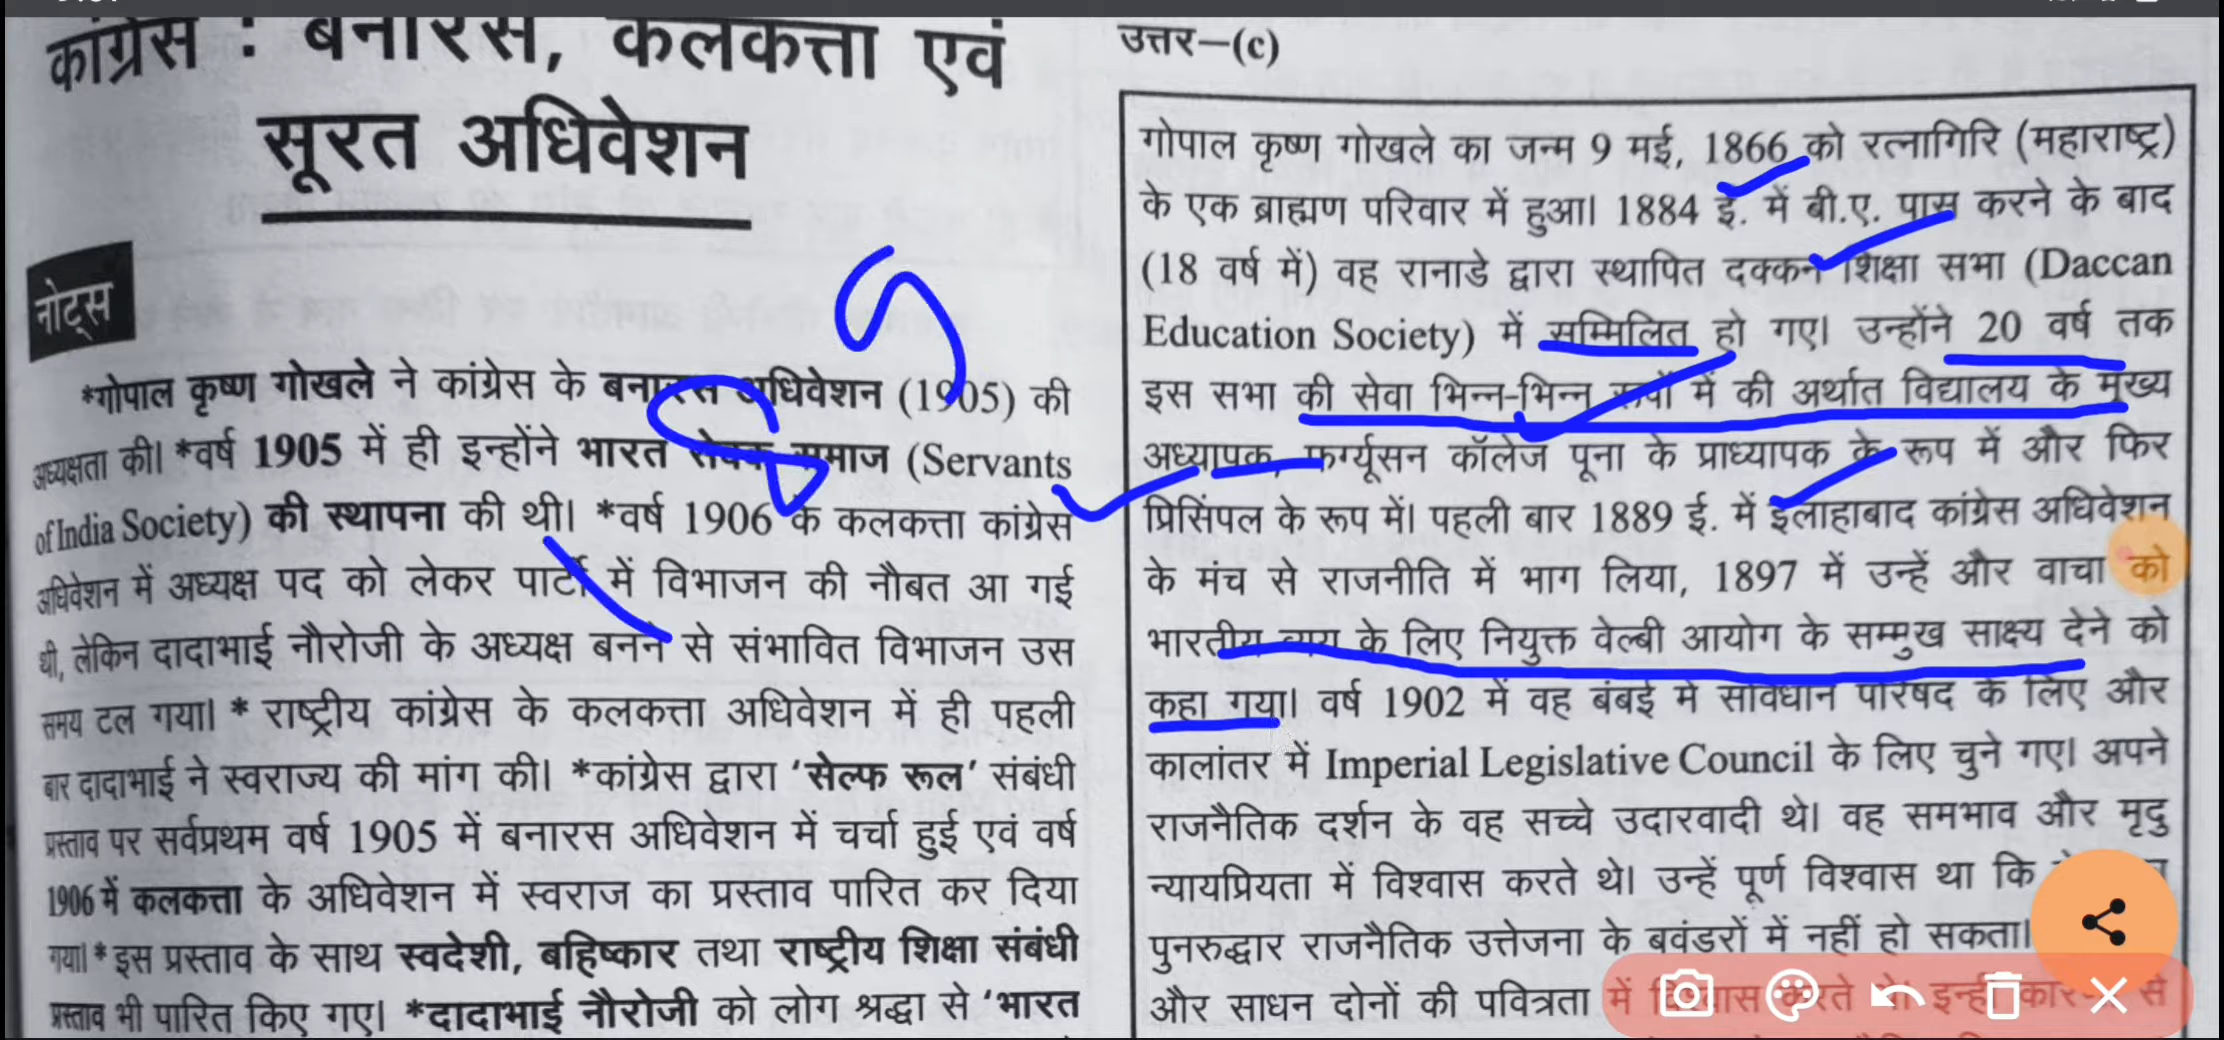 कांग्रेस : बनारस, कलकत्ता एवं
सूरत अधिवेशन
नोट्स
*गोपाल कृष्ण गोखले ने कांग्रेस के बनारस अधिवेशन (1905) की
अध्यक्षता की। *वर्ष 1905 में ही इन्होंने भारत सेवक समाज (Servants
of India Society) की स्थापना की थी। *वर्ष 1906 के कलकत्ता कांग्रेस
अधिवेशन में अध्यक्ष पद को लेकर पार्टी में विभाजन की नौबत आ गई
थी, लेकिन दादाभाई नौरोजी के अध्यक्ष बनने से संभावित विभाजन उस
समय टल गया। * राष्ट्रीय कांग्रेस के कलकत्ता अधिवेशन में ही पहली
बार दादाभाई ने स्वराज्य की मांग की। *कांग्रेस द्वारा ‘सेल्फ रूल’ संबंधी
प्रस्ताव पर सर्वप्रथम वर्ष 1905 में बनारस अधिवेशन में चर्चा हुई एवं वर्ष
1906 में कलकत्ता के अधिवेशन में स्वराज का प्रस्ताव पारित कर दिया
गया। * इस प्रस्ताव के साथ स्वदेशी, बहिष्कार तथा राष्ट्रीय शिक्षा संबंधी
प्रस्ताव भी पारित किए गए। *दादाभाई नौरोजी को लोग श्रद्धा से ‘भारत
उत्तर–(c)
गोपाल कृष्ण गोखले का जन्म 9 मई, 1866 को रत्नागिरि (महाराष्ट्र)
के एक ब्राह्मण परिवार में हुआ। 1884 ई. में बी.ए. पास करने के बाद
(18 वर्ष में) वह रानाडे द्वारा स्थापित दक्कन शिक्षा सभा (Daccan
Education Society) में सम्मिलित हो गए। उन्होंने 20 वर्ष तक
इस सभा की सेवा भिन्न-भिन्न रूपों में की अर्थात विद्यालय के मुख्य
अध्यापक, फर्ग्यूसन कॉलेज पूना के प्राध्यापक के रूप में और फिर
प्रिसिंपल के रूप में। पहली बार 1889 ई. में इलाहाबाद कांग्रेस अधिवेशन
के मंच से राजनीति में भाग लिया, 1897 में उन्हें और वाचा को
भारतीय व्यय के लिए नियुक्त वेल्बी आयोग के सम्मुख साक्ष्य देने को
कहा गया। वर्ष 1902 में वह बंबई में संविधान परिषद के लिए और
कालांतर में Imperial Legislative Council के लिए चुने गए। अपने
राजनैतिक दर्शन के वह सच्चे उदारवादी थे। वह समभाव और मृदु
न्यायप्रियता में विश्वास करते थे। उन्हें पूर्ण विश्वास था कि
पुनरुद्धार राजनैतिक उत्तेजना के बवंडरों में नहीं हो सकता।
और साधन दोनों की पवित्रता में विश्वास करते थे। इन्हीं से